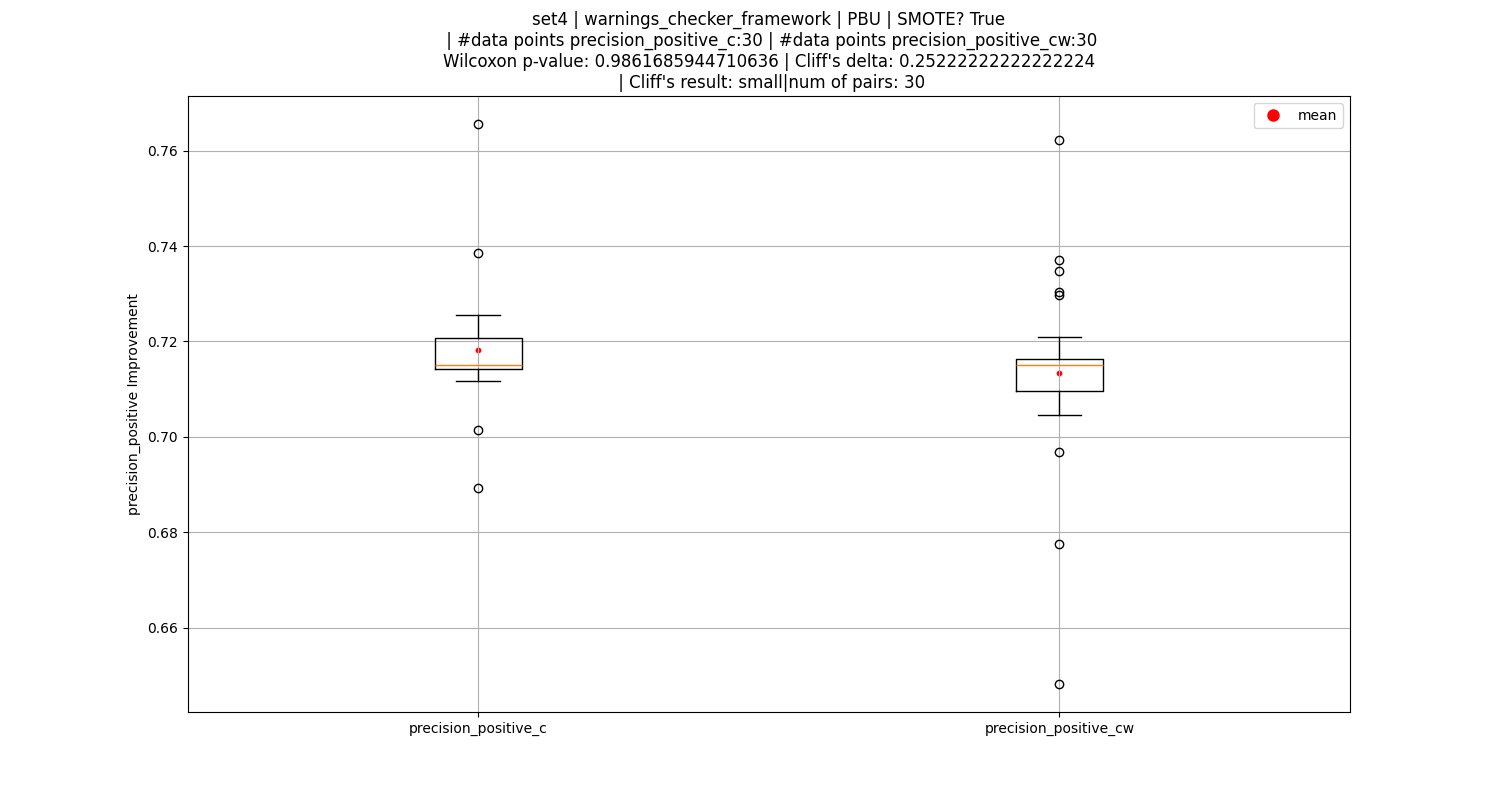 set4 | warnings_checker_framework | PBU | SMOTE? True
| #data points precision_positive_c:30 | #data points precision_positive_cw:30
Wilcoxon p-value: 0.9861685944710636 | Cliff's delta: 0.25222222222222224
| Cliff's result: small|num of pairs: 30
mean
0.76
0.74
0.72
0.70
0.68
0.66
precision_positive Improvement
precision_positive_c
precision_positive_cw